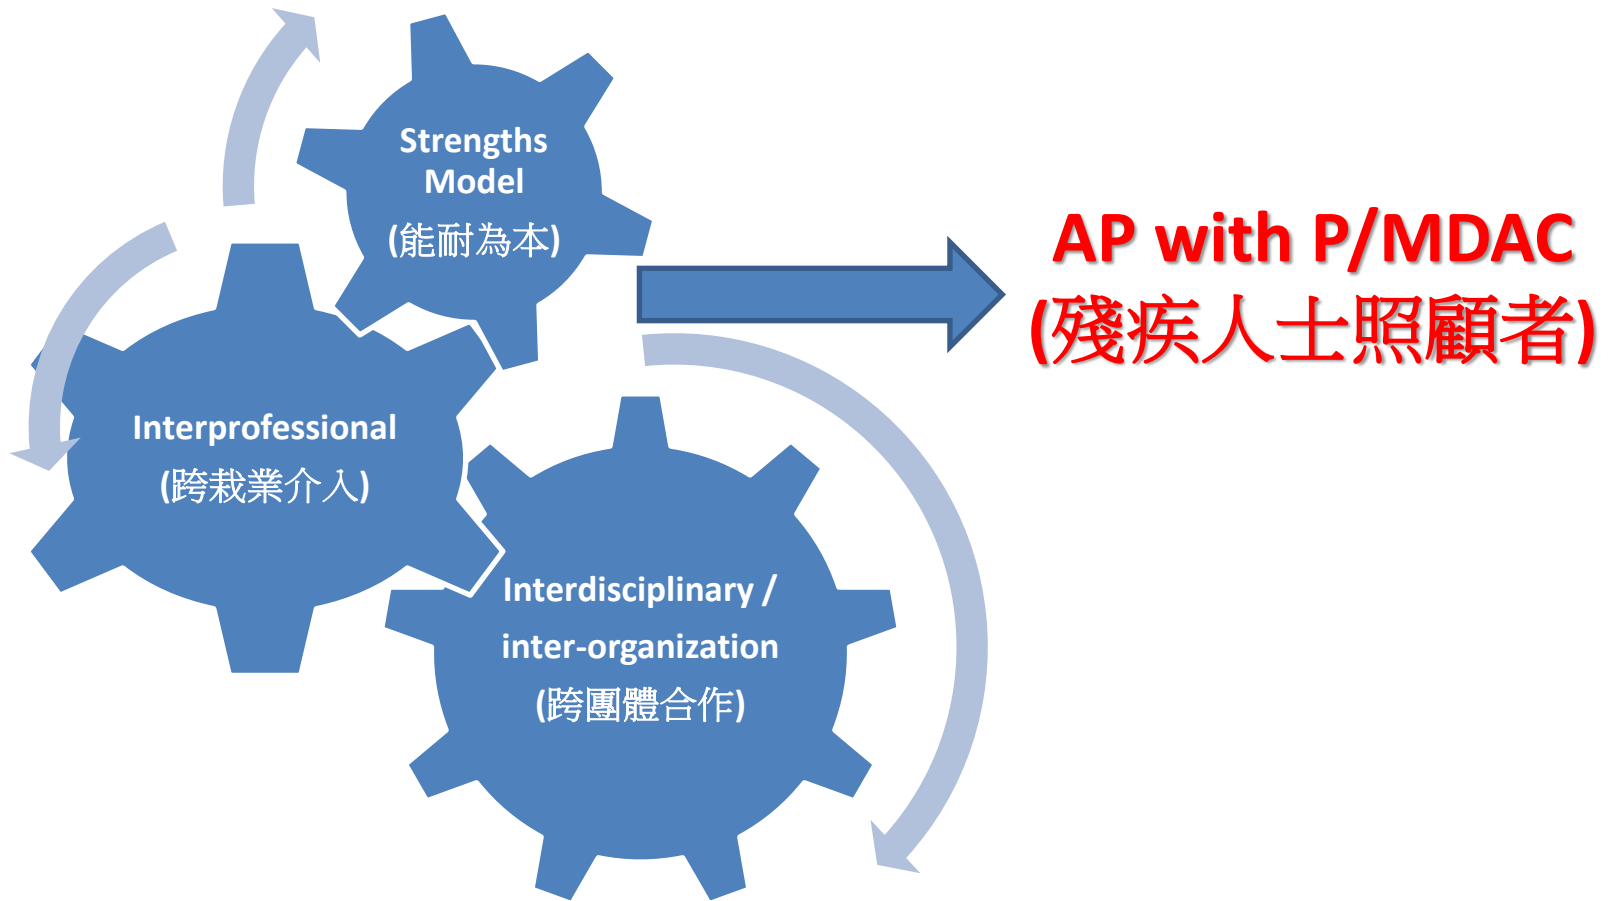 Strengths
Model
(能耐為本)
AP with P/MDAC
(殘疾人士照顧者)
Interprofessional
(跨栽業介入)
Interdisciplinary /
inter-organization
(跨團體合作)